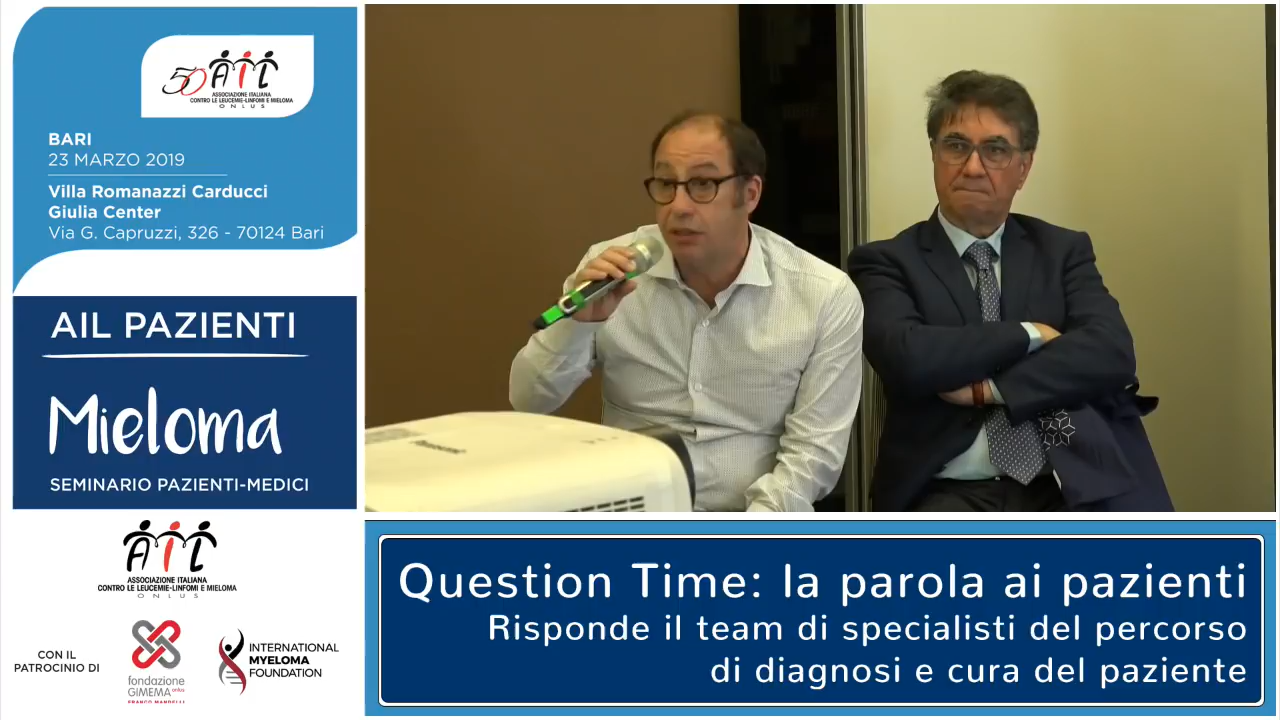 50 AIL
ASSOCIAZIONE ITALIANA
CONTRO LE LEUCEMIE-LINFOMI E MIELOMA
ONLUS
BARI
23 MARZO 2019
Villa Romanazzi Carducci
Giulia Center
Via G. Capruzzi, 326 - 70124 Bari
AIL PAZIENTI
Mieloma
SEMINARIO PAZIENTI-MEDICI
AIL
ASSOCIAZIONE ITALIANA
CONTRO LE LEUCEMIE-LINFOMI E MIELOMA
ONLUS
CON IL
PATROCINIO DI
fondazione
GIMEMA onlus
FRANCO MANDELLI
INTERNATIONAL
MYELOMA
FOUNDATION
Question Time: la parola ai pazienti
Risponde il team di specialisti del percorso
di diagnosi e cura del paziente